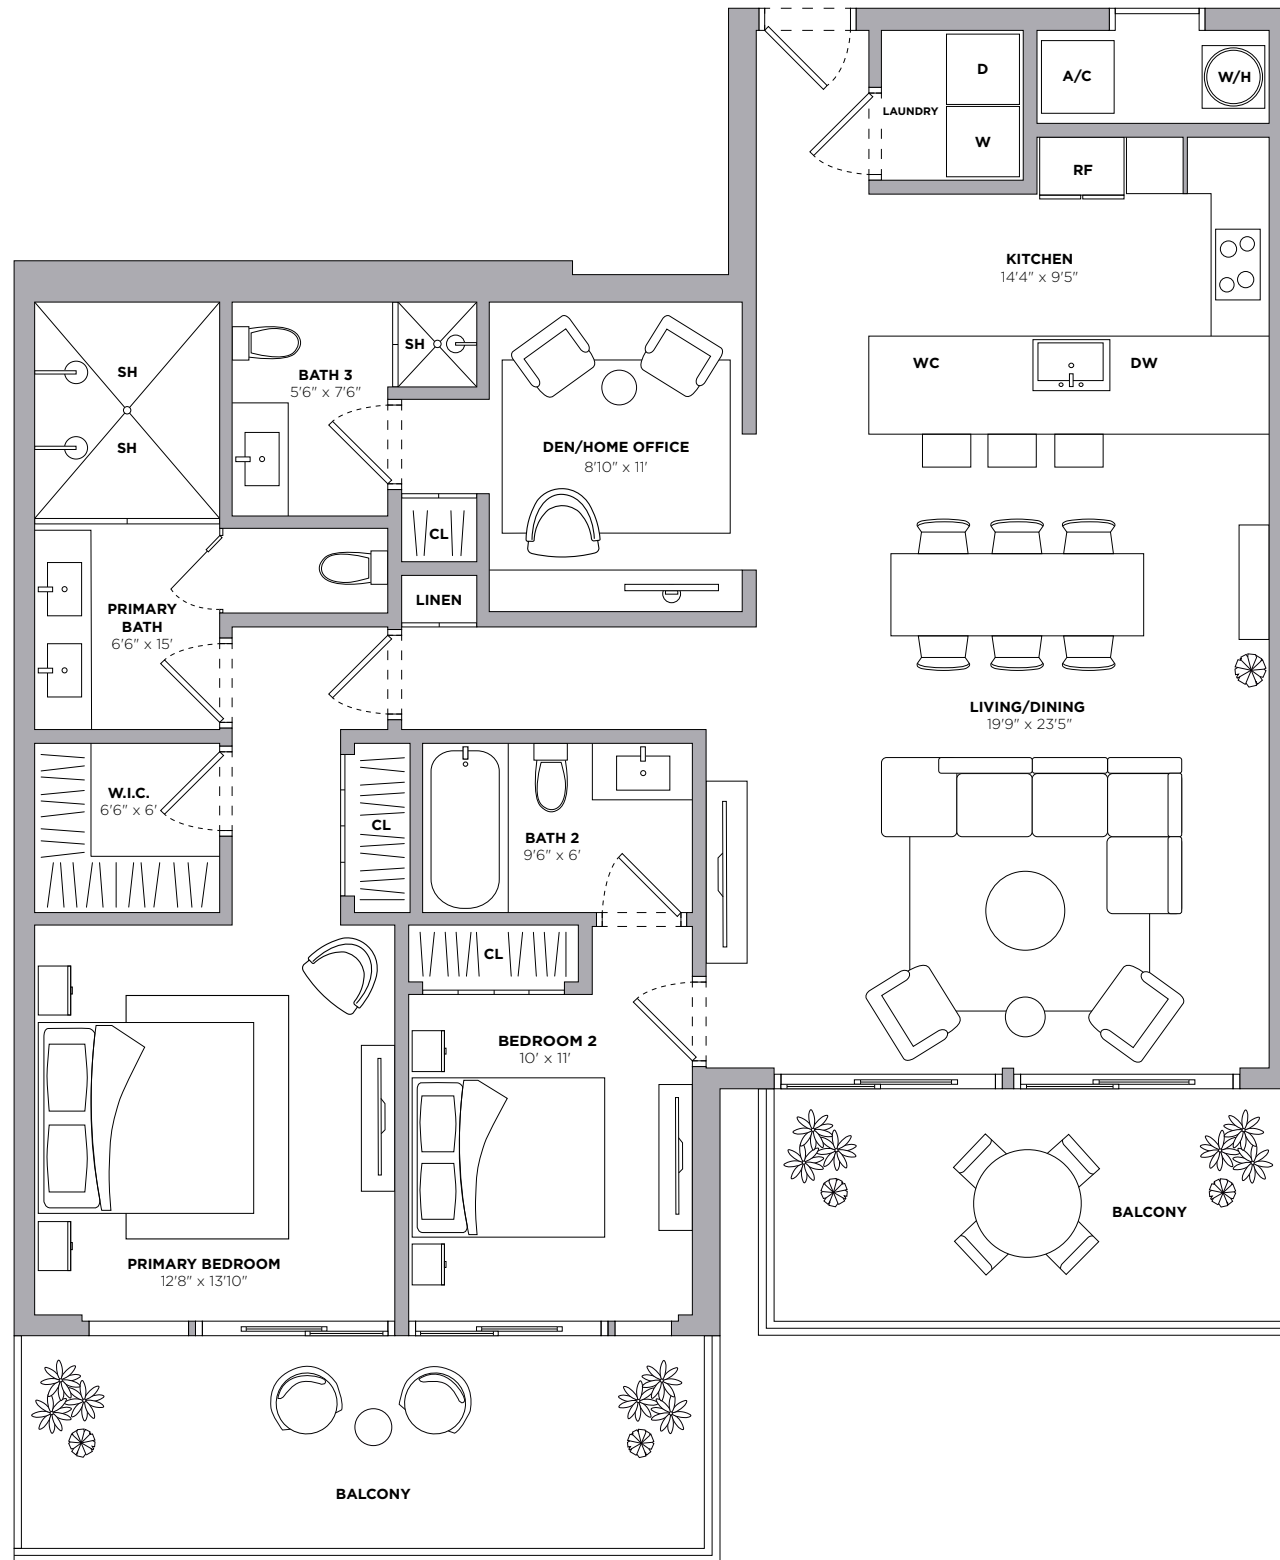 D
A/C
W/H
LAUNDRY
W
RF
KITCHEN
14'4" x 9'5"
SH
SH
BATH 3
5'6" x 7'6"
WC
DW
SH
DEN/HOME OFFICE
8'10" x 11'
CL
LINEN
PRIMARY
BATH
6'6" x 15'
LIVING/DINING
19'9" x 23'5"
W.I.C.
6'6" x 6'
CL
BATH 2
9'6" x 6'
CL
BEDROOM 2
10' x 11'
BALCONY
PRIMARY BEDROOM
12'8" x 13'10"
BALCONY